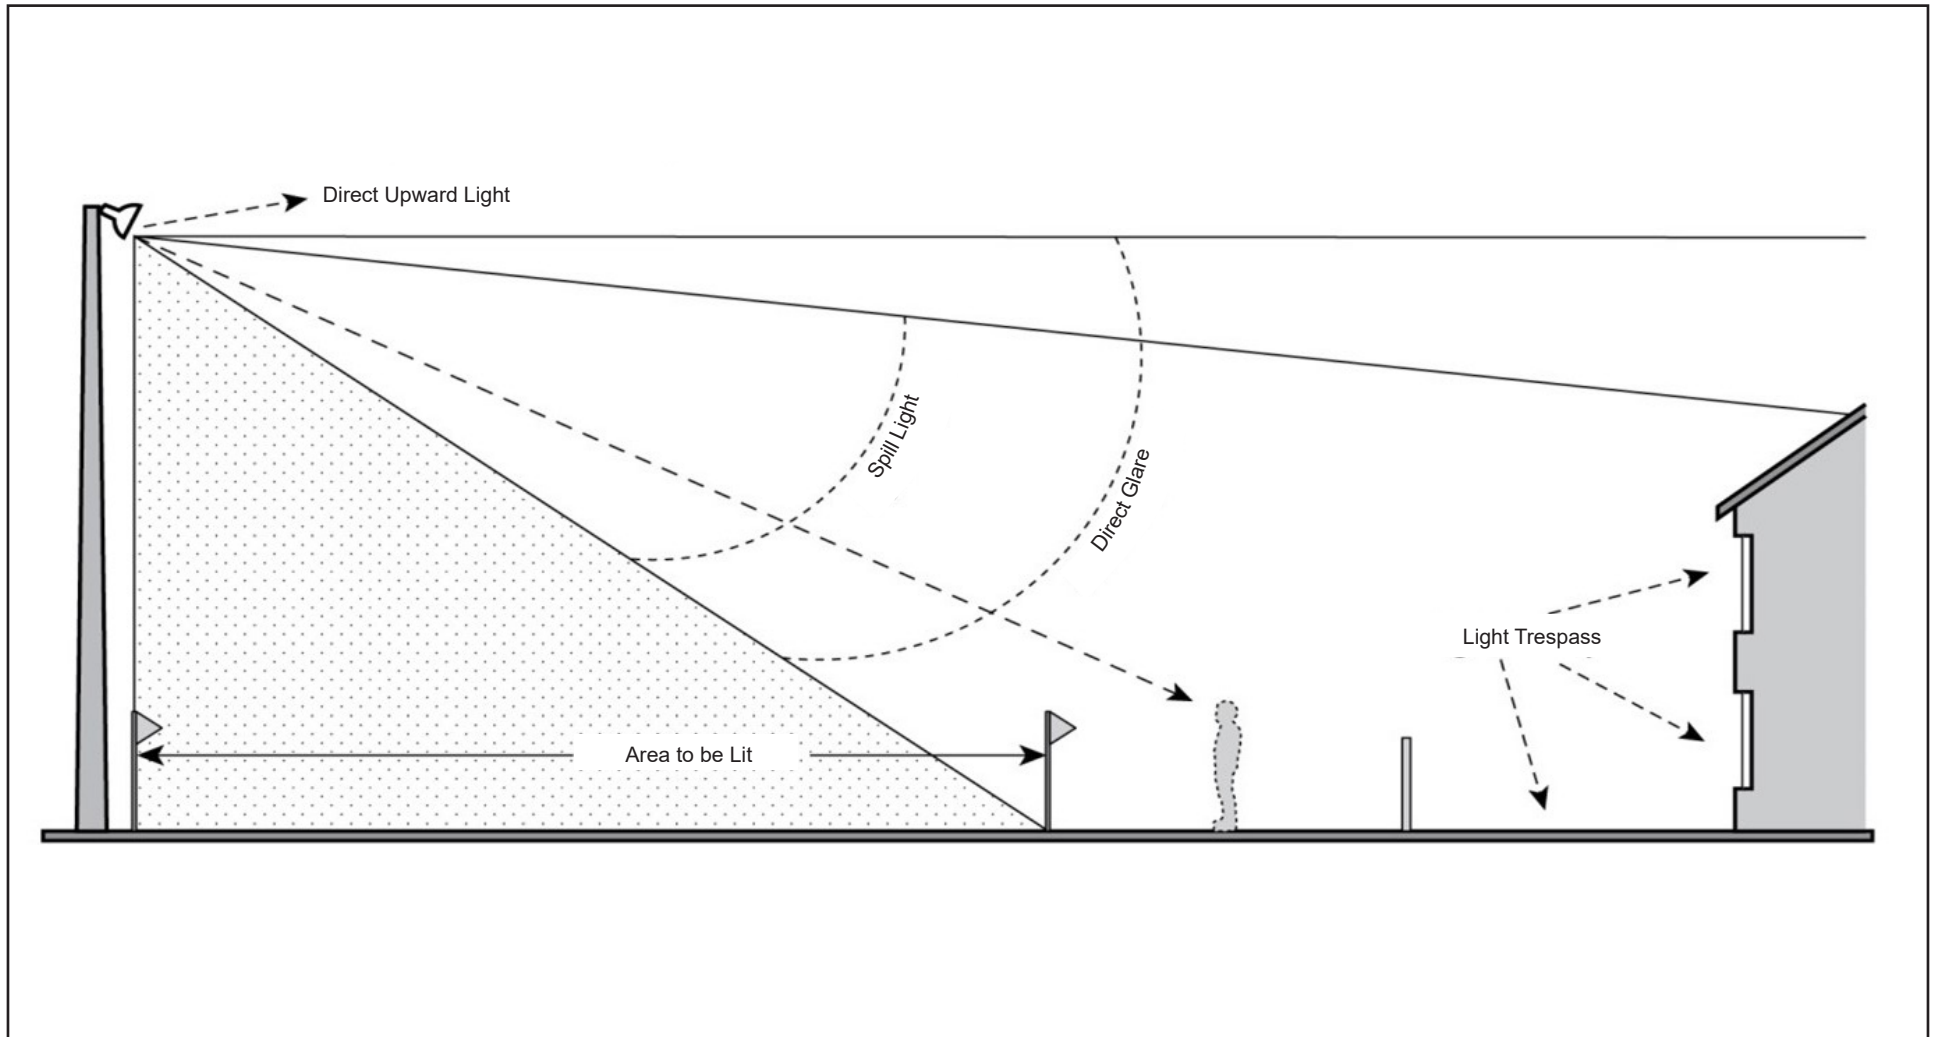 Direct Upward Light
Spill Light
Direct Glare
Light Trespass
Area to be Lit